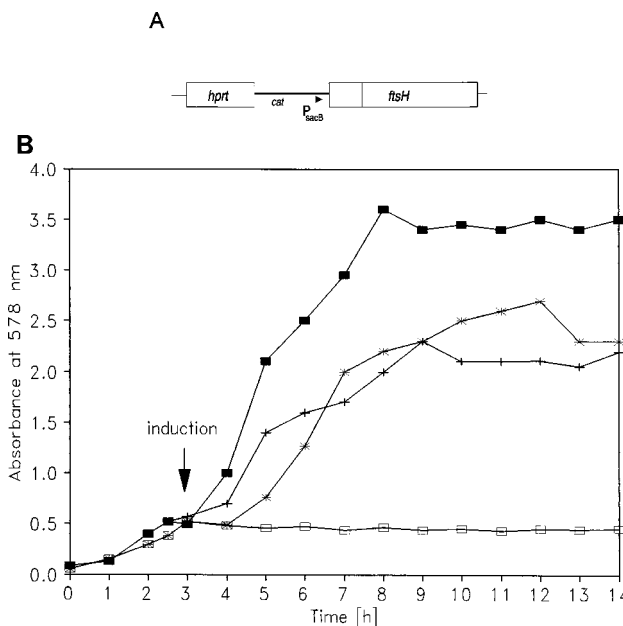 A
hprt
cat
P sacB
ftsH
B
Absorbance at 578 nm
4.0
3.5
3.0
2.5
2.0
1.5
1.0
0.5
0.0
induction
0 1 2 3 4 5 6 7 8 9 10 11 12 13 14
Time [h]